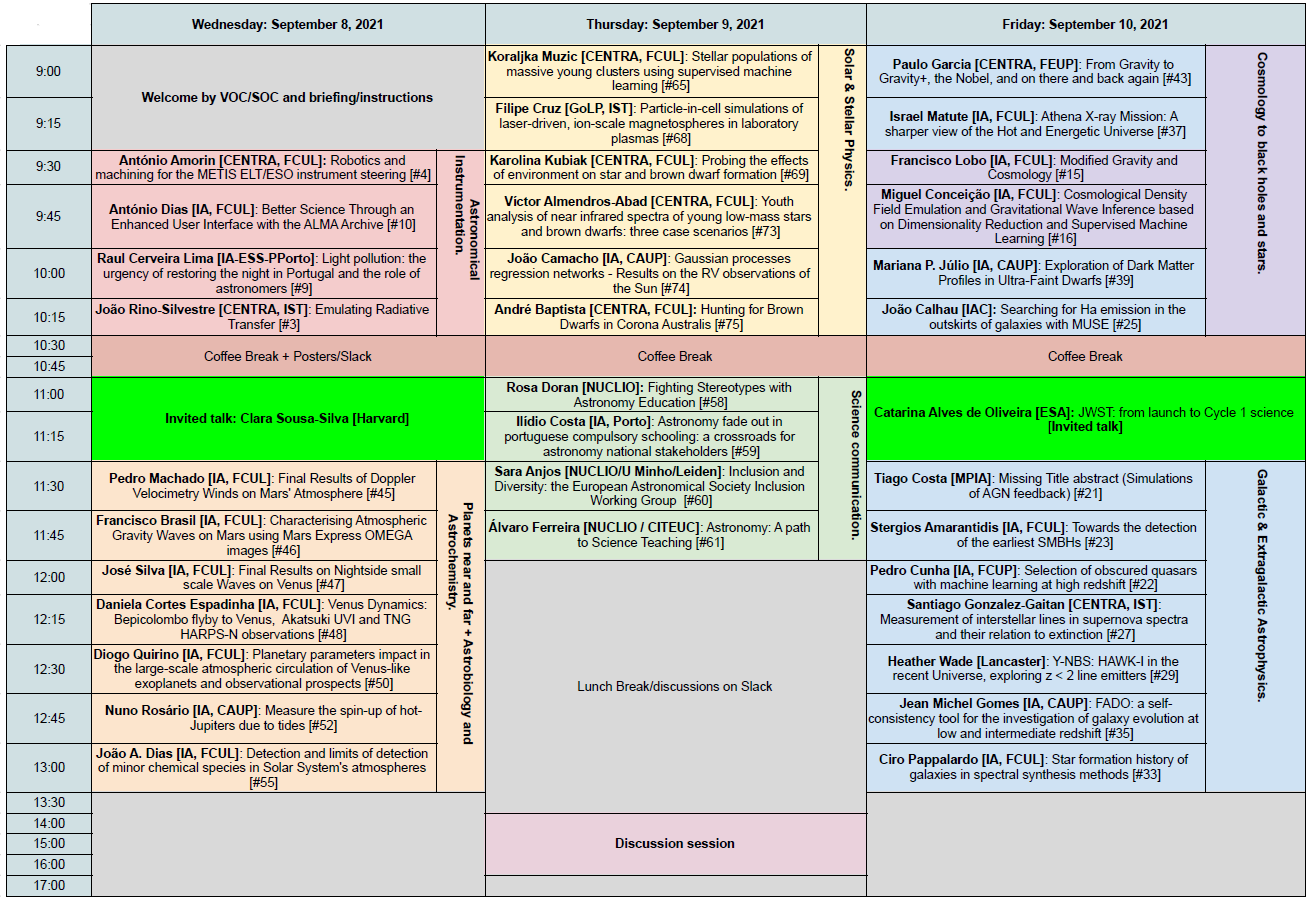 Wednesday: September 8, 2021
Thursday: September 9, 2021
Friday: September 10, 2021
9:00
9:15
Welcome by VOC/SOC and briefing/instructions
Koraljka Muzic [CENTRA, FCUL]: Stellar populations of
massive young clusters using supervised machine
learning [#65]
Filipe Cruz [GoLP, IST]: Particle-in-cell simulations of
laser-driven, ion-scale magnetospheres in laboratory
plasmas [#68]
Solar & Stellar Physics.
Paulo Garcia [CENTRA, FEUP]: From Gravity to
Gravity+, the Nobel, and on there and back again [#43]
Israel Matute [IA, FCUL]: Athena X-ray Mission: A
sharper view of the Hot and Energetic Universe [#37]
Cosmology to black holes and stars.
9:30
António Amorin [CENTRA, FCUL]: Robotics and
machining for the METIS ELT/ESO instrument steering [#4]
Astronomical
Instrumentation.
Karolina Kubiak [CENTRA, FCUL]: Probing the effects
of environment on star and brown dwarf formation [#69]
Francisco Lobo [IA, FCUL]: Modified Gravity and
Cosmology [#15]
9:45
António Dias [IA, FCUL]: Better Science Through an
Enhanced User Interface with the ALMA Archive [#10]
Víctor Almendros-Abad [CENTRA, FCUL]: Youth
analysis of near infrared spectra of young low-mass stars
and brown dwarfs: three case scenarios [#73]
Miguel Conceição [IA, FCUL]: Cosmological Density
Field Emulation and Gravitational Wave Inference based
on Dimensionality Reduction and Supervised Machine
Learning [#16]
10:00
Raul Cerveira Lima [IA-ESS-PPorto]: Light pollution: the
urgency of restoring the night in Portugal and the role of
astronomers [#9]
João Camacho [IA, CAUP]: Gaussian processes
regression networks - Results on the RV observations of
the Sun [#74]
Mariana P. Júlio [IA, CAUP]: Exploration of Dark Matter
Profiles in Ultra-Faint Dwarfs [#39]
10:15
João Rino-Silvestre [CENTRA, IST]: Emulating Radiative
Transfer [#3]
André Baptista [CENTRA, FCUL]: Hunting for Brown
Dwarfs in Corona Australis [#75]
João Calhau [IAC]: Searching for Ha emission in the
outskirts of galaxies with MUSE [#25]
10:30
10:45
Coffee Break + Posters/Slack
Coffee Break
Coffee Break
11:00
11:15
Invited talk: Clara Sousa-Silva [Harvard]
Rosa Doran [NUCLIO]: Fighting Stereotypes with
Astronomy Education [#58]
Ilídio Costa [IA, Porto]: Astronomy fade out in
portuguese compulsory schooling: a crossroads for
astronomy national stakeholders [#59]
Science communication.
Catarina Alves de Oliveira [ESA]: JWST: from launch to Cycle 1 science
[Invited talk]
11:30
Pedro Machado [IA, FCUL]: Final Results of Doppler
Velocimetry Winds on Mars' Atmosphere [#45]
Planets near and far + Astrobiology and
Astrochemistry.
Sara Anjos [NUCLIO/U Minho/Leiden]: Inclusion and
Diversity: the European Astronomical Society Inclusion
Working Group [#60]
Tiago Costa [MPIA]: Missing Title abstract (Simulations
of AGN feedback) [#21]
Galactic & Extragalactic Astrophysics.
11:45
Francisco Brasil [IA, FCUL]: Characterising Atmospheric
Gravity Waves on Mars using Mars Express OMEGA
images [#46]
Álvaro Ferreira [NUCLIO / CITEUC]: Astronomy: A path
to Science Teaching [#61]
Stergios Amarantidis [IA, FCUL]: Towards the detection
of the earliest SMBHs [#23]
12:00
José Silva [IA, FCUL]: Final Results on Nightside small
scale Waves on Venus [#47]
Pedro Cunha [IA, FCUP]: Selection of obscured quasars
with machine learning at high redshift [#22]
12:15
Daniela Cortes Espadinha [IA, FCUL]: Venus Dynamics:
Bepicolombo flyby to Venus, Akatsuki UVI and TNG
HARPS-N observations [#48]
Santiago Gonzalez-Gaitan [CENTRA, IST]:
Measurement of interstellar lines in supernova spectra
and their relation to extinction [#27]
12:30
Diogo Quirino [IA, FCUL]: Planetary parameters impact in
the large-scale atmospheric circulation of Venus-like
exoplanets and observational prospects [#50]
Lunch Break/discussions on Slack
Heather Wade [Lancaster]: Y-NBS: HAWK-I in the
recent Universe, exploring z < 2 line emitters [#29]
12:45
Nuno Rosário [IA, CAUP]: Measure the spin-up of hot-
Jupiters due to tides [#52]
Jean Michel Gomes [IA, CAUP]: FADO: a self-
consistency tool for the investigation of galaxy evolution at
low and intermediate redshift [#35]
13:00
João A. Dias [IA, FCUL]: Detection and limits of detection
of minor chemical species in Solar System's atmospheres
[#55]
Ciro Pappalardo [IA, FCUL]: Star formation history of
galaxies in spectral synthesis methods [#33]
13:30
14:00
15:00
Discussion session
16:00
17:00